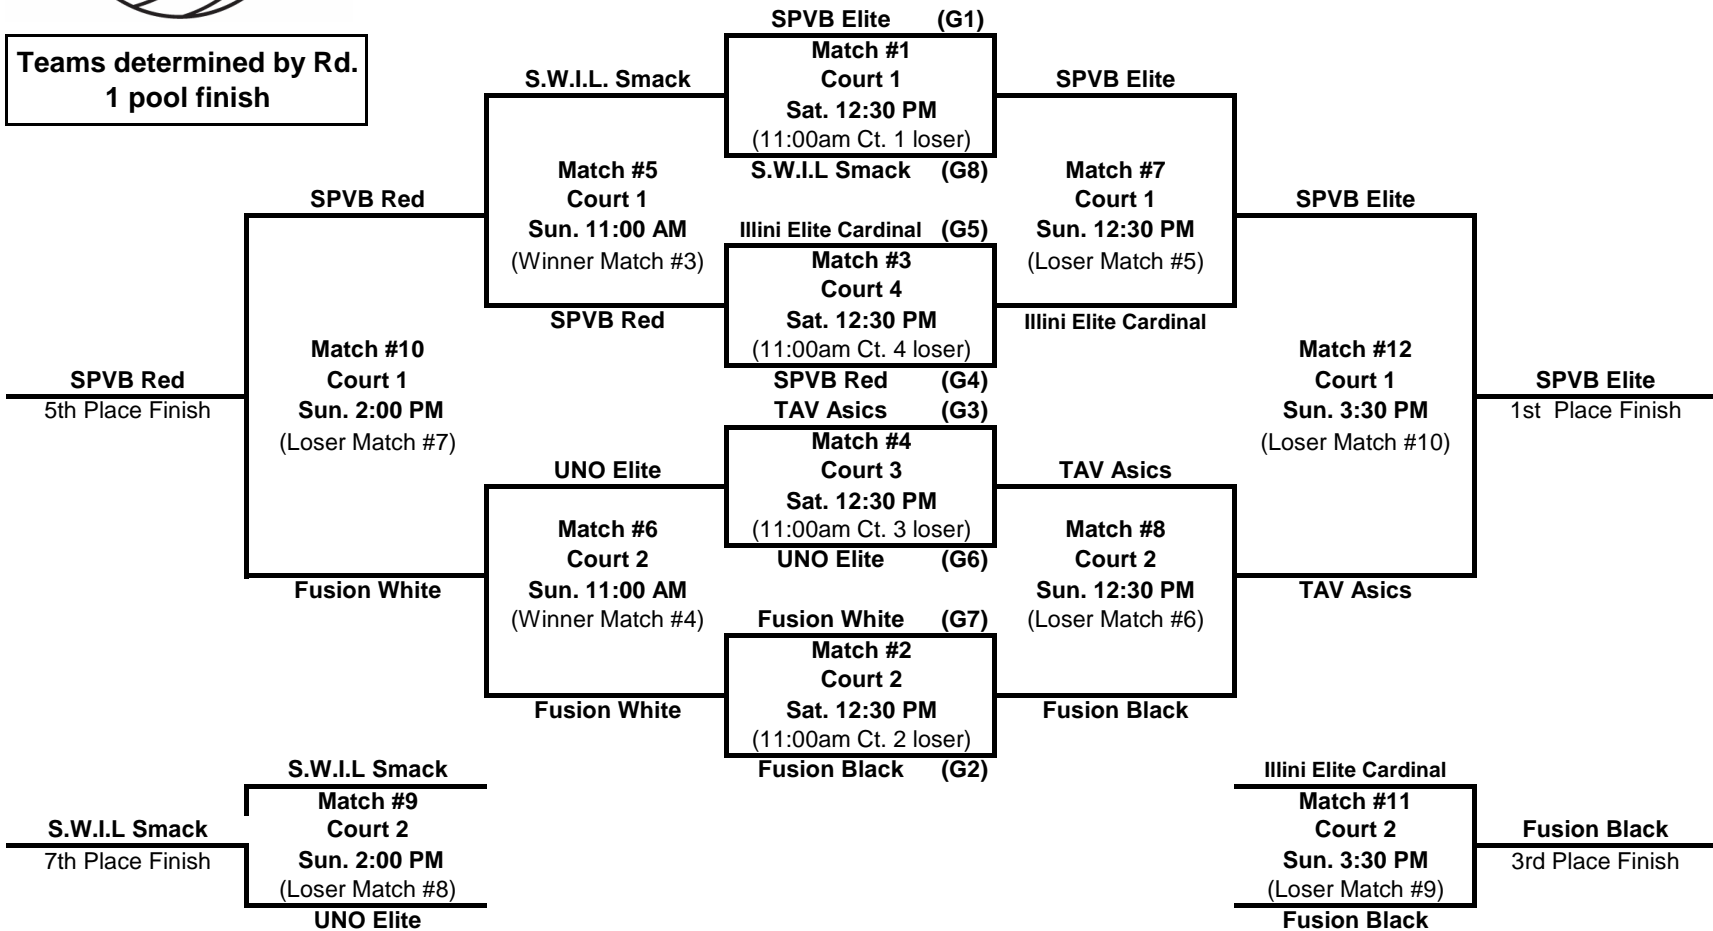 SPVB Elite (G1)
Teams determined by Rd.
1 pool finish
S.W.I.L. Smack
Match #1
Court 1
Sat. 12:30 PM
(11:00am Ct. 1 loser)
S.W.I.L Smack (G8)
SPVB Elite
Match #5
Court 1
Sun. 11:00 AM
(Winner Match #3)
Match #7
Court 1
Sun. 12:30 PM
(Loser Match #5)
SPVB Red
SPVB Elite
Illini Elite Cardinal (G5)
Match #3
Court 4
Sat. 12:30 PM
(11:00am Ct. 4 loser)
SPVB Red (G4)
SPVB Red
Illini Elite Cardinal
Match #10
Court 1
Sun. 2:00 PM
(Loser Match #7)
SPVB Red
5th Place Finish
Match #12
Court 1
Sun. 3:30 PM
(Loser Match #10)
SPVB Elite
1st Place Finish
TAV Asics (G3)
Match #4
Court 3
Sat. 12:30 PM
(11:00am Ct. 3 loser)
UNO Elite (G6)
UNO Elite
TAV Asics
Match #6
Court 2
Sun. 11:00 AM
(Winner Match #4)
Match #8
Court 2
Sun. 12:30 PM
(Loser Match #6)
Fusion White
TAV Asics
Fusion White (G7)
Match #2
Court 2
Sat. 12:30 PM
(11:00am Ct. 2 loser)
Fusion Black (G2)
Fusion White
Fusion Black
S.W.I.L Smack
Match #9
Court 2
Sun. 2:00 PM
(Loser Match #8)
UNO Elite
S.W.I.L Smack
7th Place Finish
Illini Elite Cardinal
Match #11
Court 2
Sun. 3:30 PM
(Loser Match #9)
Fusion Black
Fusion Black
3rd Place Finish